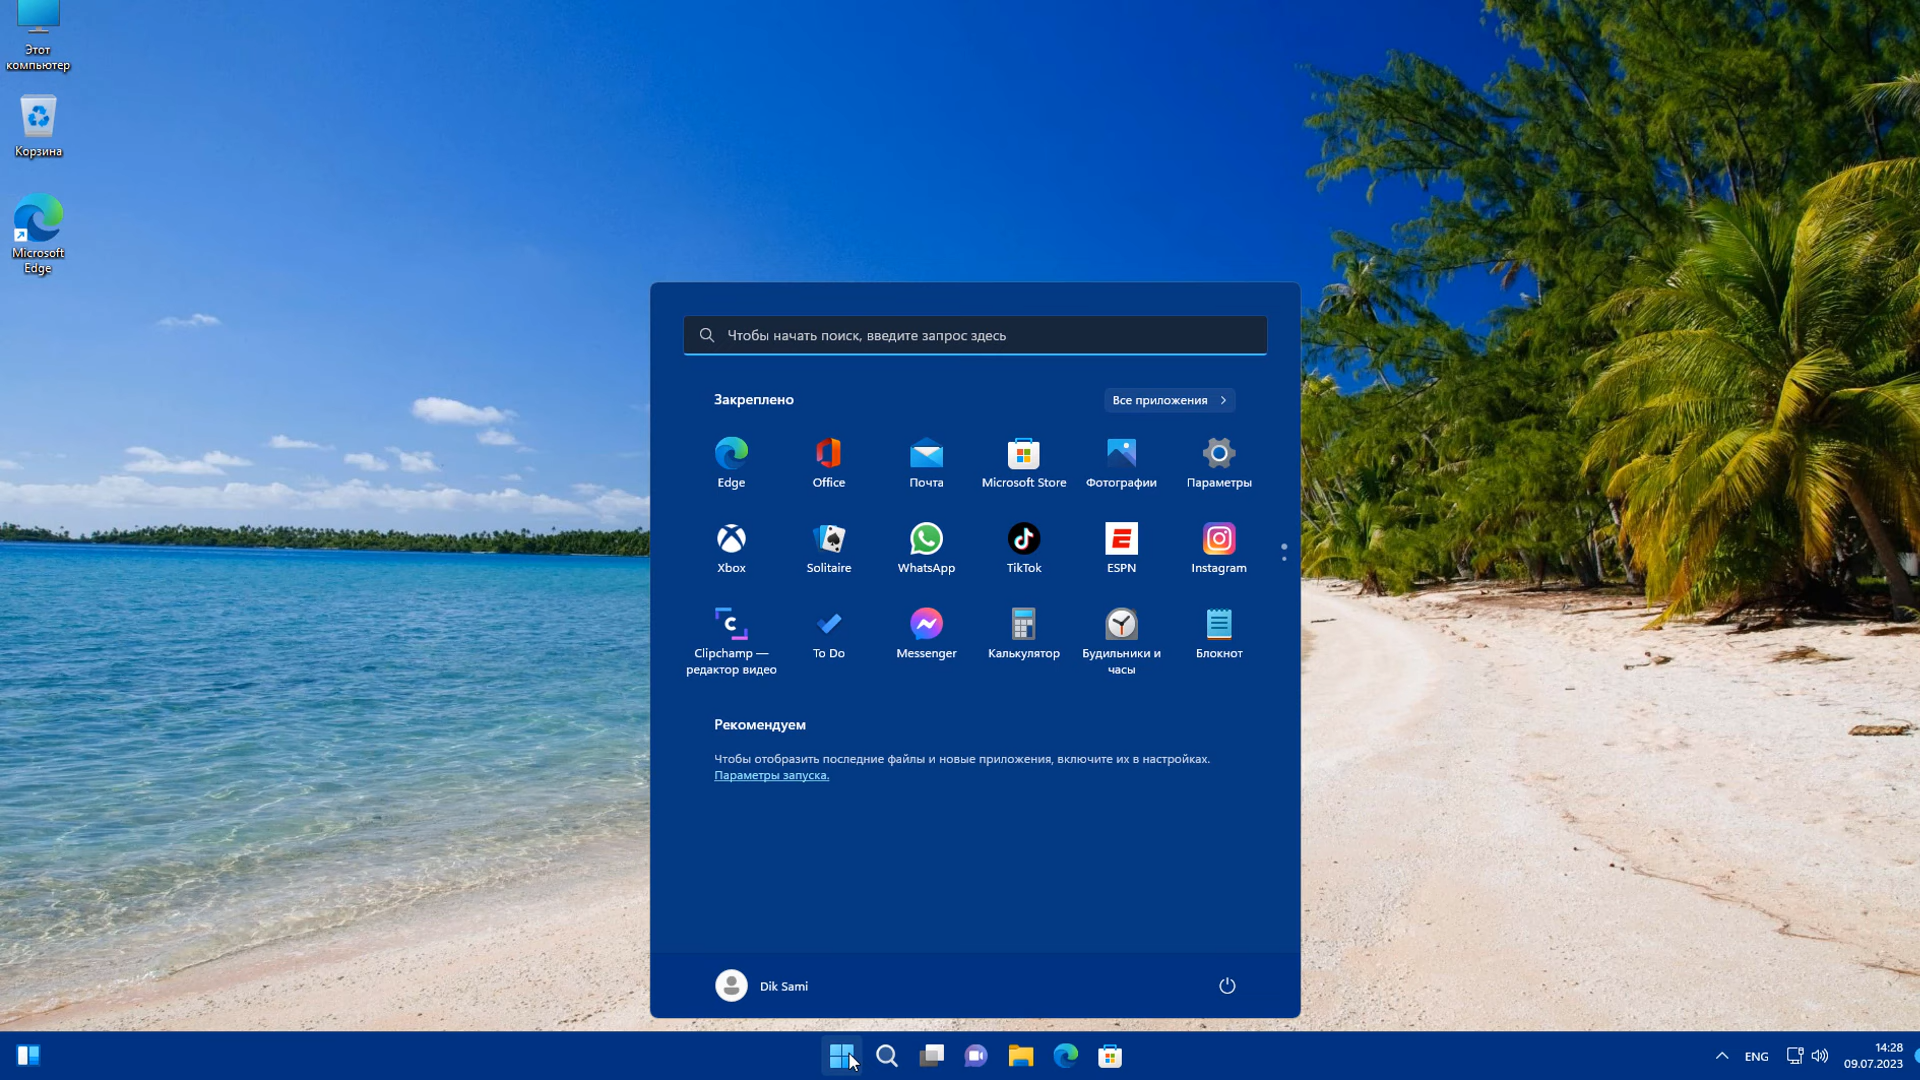 Этот
компьютер
Корзина
Microsoft
Edge
Чтобы начать поиск, введите запрос здесь
Закреплено
Все приложения
Edge
Office
Почта
Microsoft Store
Фотографии
Параметры
Xbox
Solitaire
WhatsApp
TikTok
ESPN
Instagram
Clipchamp —
редактор видео
To Do
Messenger
Калькулятор
Будильники и
часы
Блокнот
Рекомендуем
Чтобы отобразить последние файлы и новые приложения, включите их в настройках.
Параметры запуска.
Dik Sami
ENG
14:28
09.07.2023